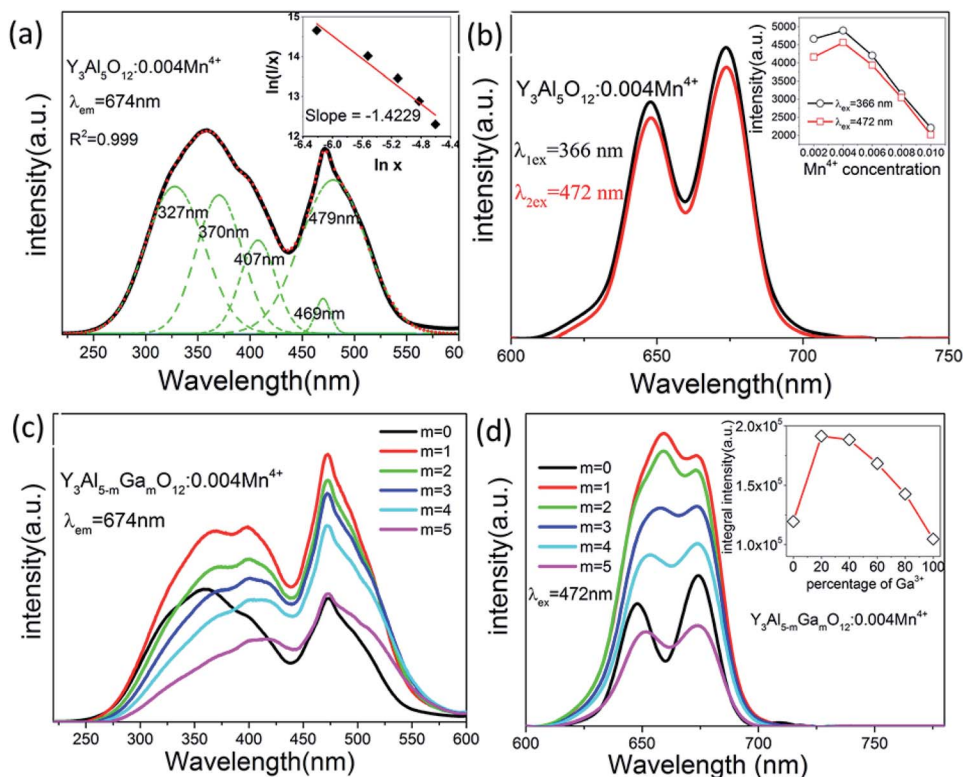 (a)
Y₃Al₅O₁₂:0.004Mn⁴⁺
λem=674nm
R²=0.999
ln(I/x)
15
14
13
12
Slope = -1.4229
-6.4 -6.0 -5.6 -5.2 -4.8 -4.4
ln x
327nm
370nm
407nm
469nm
479nm
intensity(a.u.)
250 300 350 400 450 500 550 600
Wavelength(nm)
(b)
Y₃Al₅O₁₂:0.004Mn⁴⁺
λ1ex=366 nm
λ2ex=472 nm
intensity(a.u.)
5000
4500
4000
3500
3000
2500
2000
λex=366 nm
λex=472 nm
0.002 0.004 0.006 0.008 0.010
Mn⁴⁺ concentration
intensity(a.u.)
600 650 700 750
Wavelength(nm)
(c)
Y₃Al₅₋ₘGaₘO₁₂:0.004Mn⁴⁺
λem=674nm
m=0
m=1
m=2
m=3
m=4
m=5
intensity(a.u.)
250 300 350 400 450 500 550 600
Wavelength(nm)
(d)
m=0
m=1
m=2
m=3
m=4
m=5
λex=472nm
integral intensity(a.u.)
2.0×10⁵
1.5×10⁵
1.0×10⁵
0 20 40 60 80 100
percentage of Ga³⁺
Y₃Al₅₋ₘGaₘO₁₂:0.004Mn⁴⁺
intensity(a.u.)
600 650 700 750
Wavelength(nm)